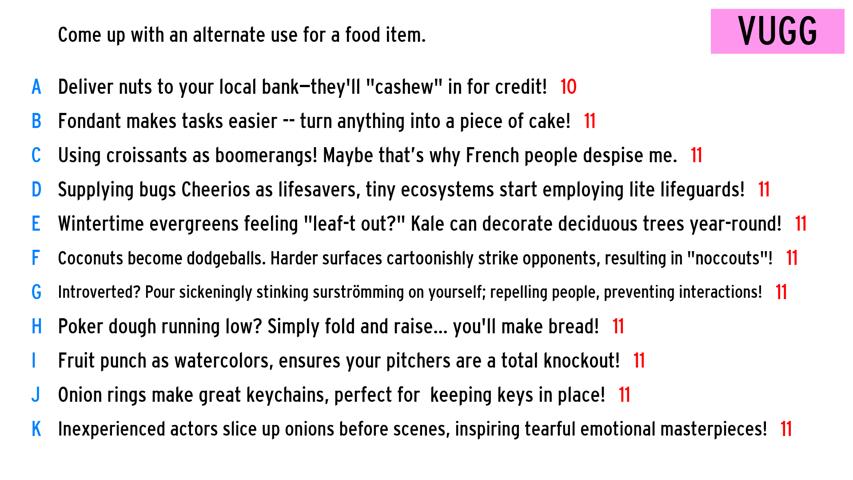 Come up with an alternate use for a food item.
VUGG
A Deliver nuts to your local bank—they'll "cashew" in for credit! 10
B Fondant makes tasks easier -- turn anything into a piece of cake! 11
C Using croissants as boomerangs! Maybe that’s why French people despise me. 11
D Supplying bugs Cheerios as lifesavers, tiny ecosystems start employing lite lifeguards! 11
E Wintertime evergreens feeling "leaf-t out?" Kale can decorate deciduous trees year-round! 11
F Coconuts become dodgeballs. Harder surfaces cartoonishly strike opponents, resulting in "noccouts"! 11
G Introverted? Pour sickeningly stinking surströmming on yourself; repelling people, preventing interactions! 11
H Poker dough running low? Simply fold and raise... you'll make bread! 11
I Fruit punch as watercolors, ensures your pitchers are a total knockout! 11
J Onion rings make great keychains, perfect for  keeping keys in place! 11
K Inexperienced actors slice up onions before scenes, inspiring tearful emotional masterpieces! 11